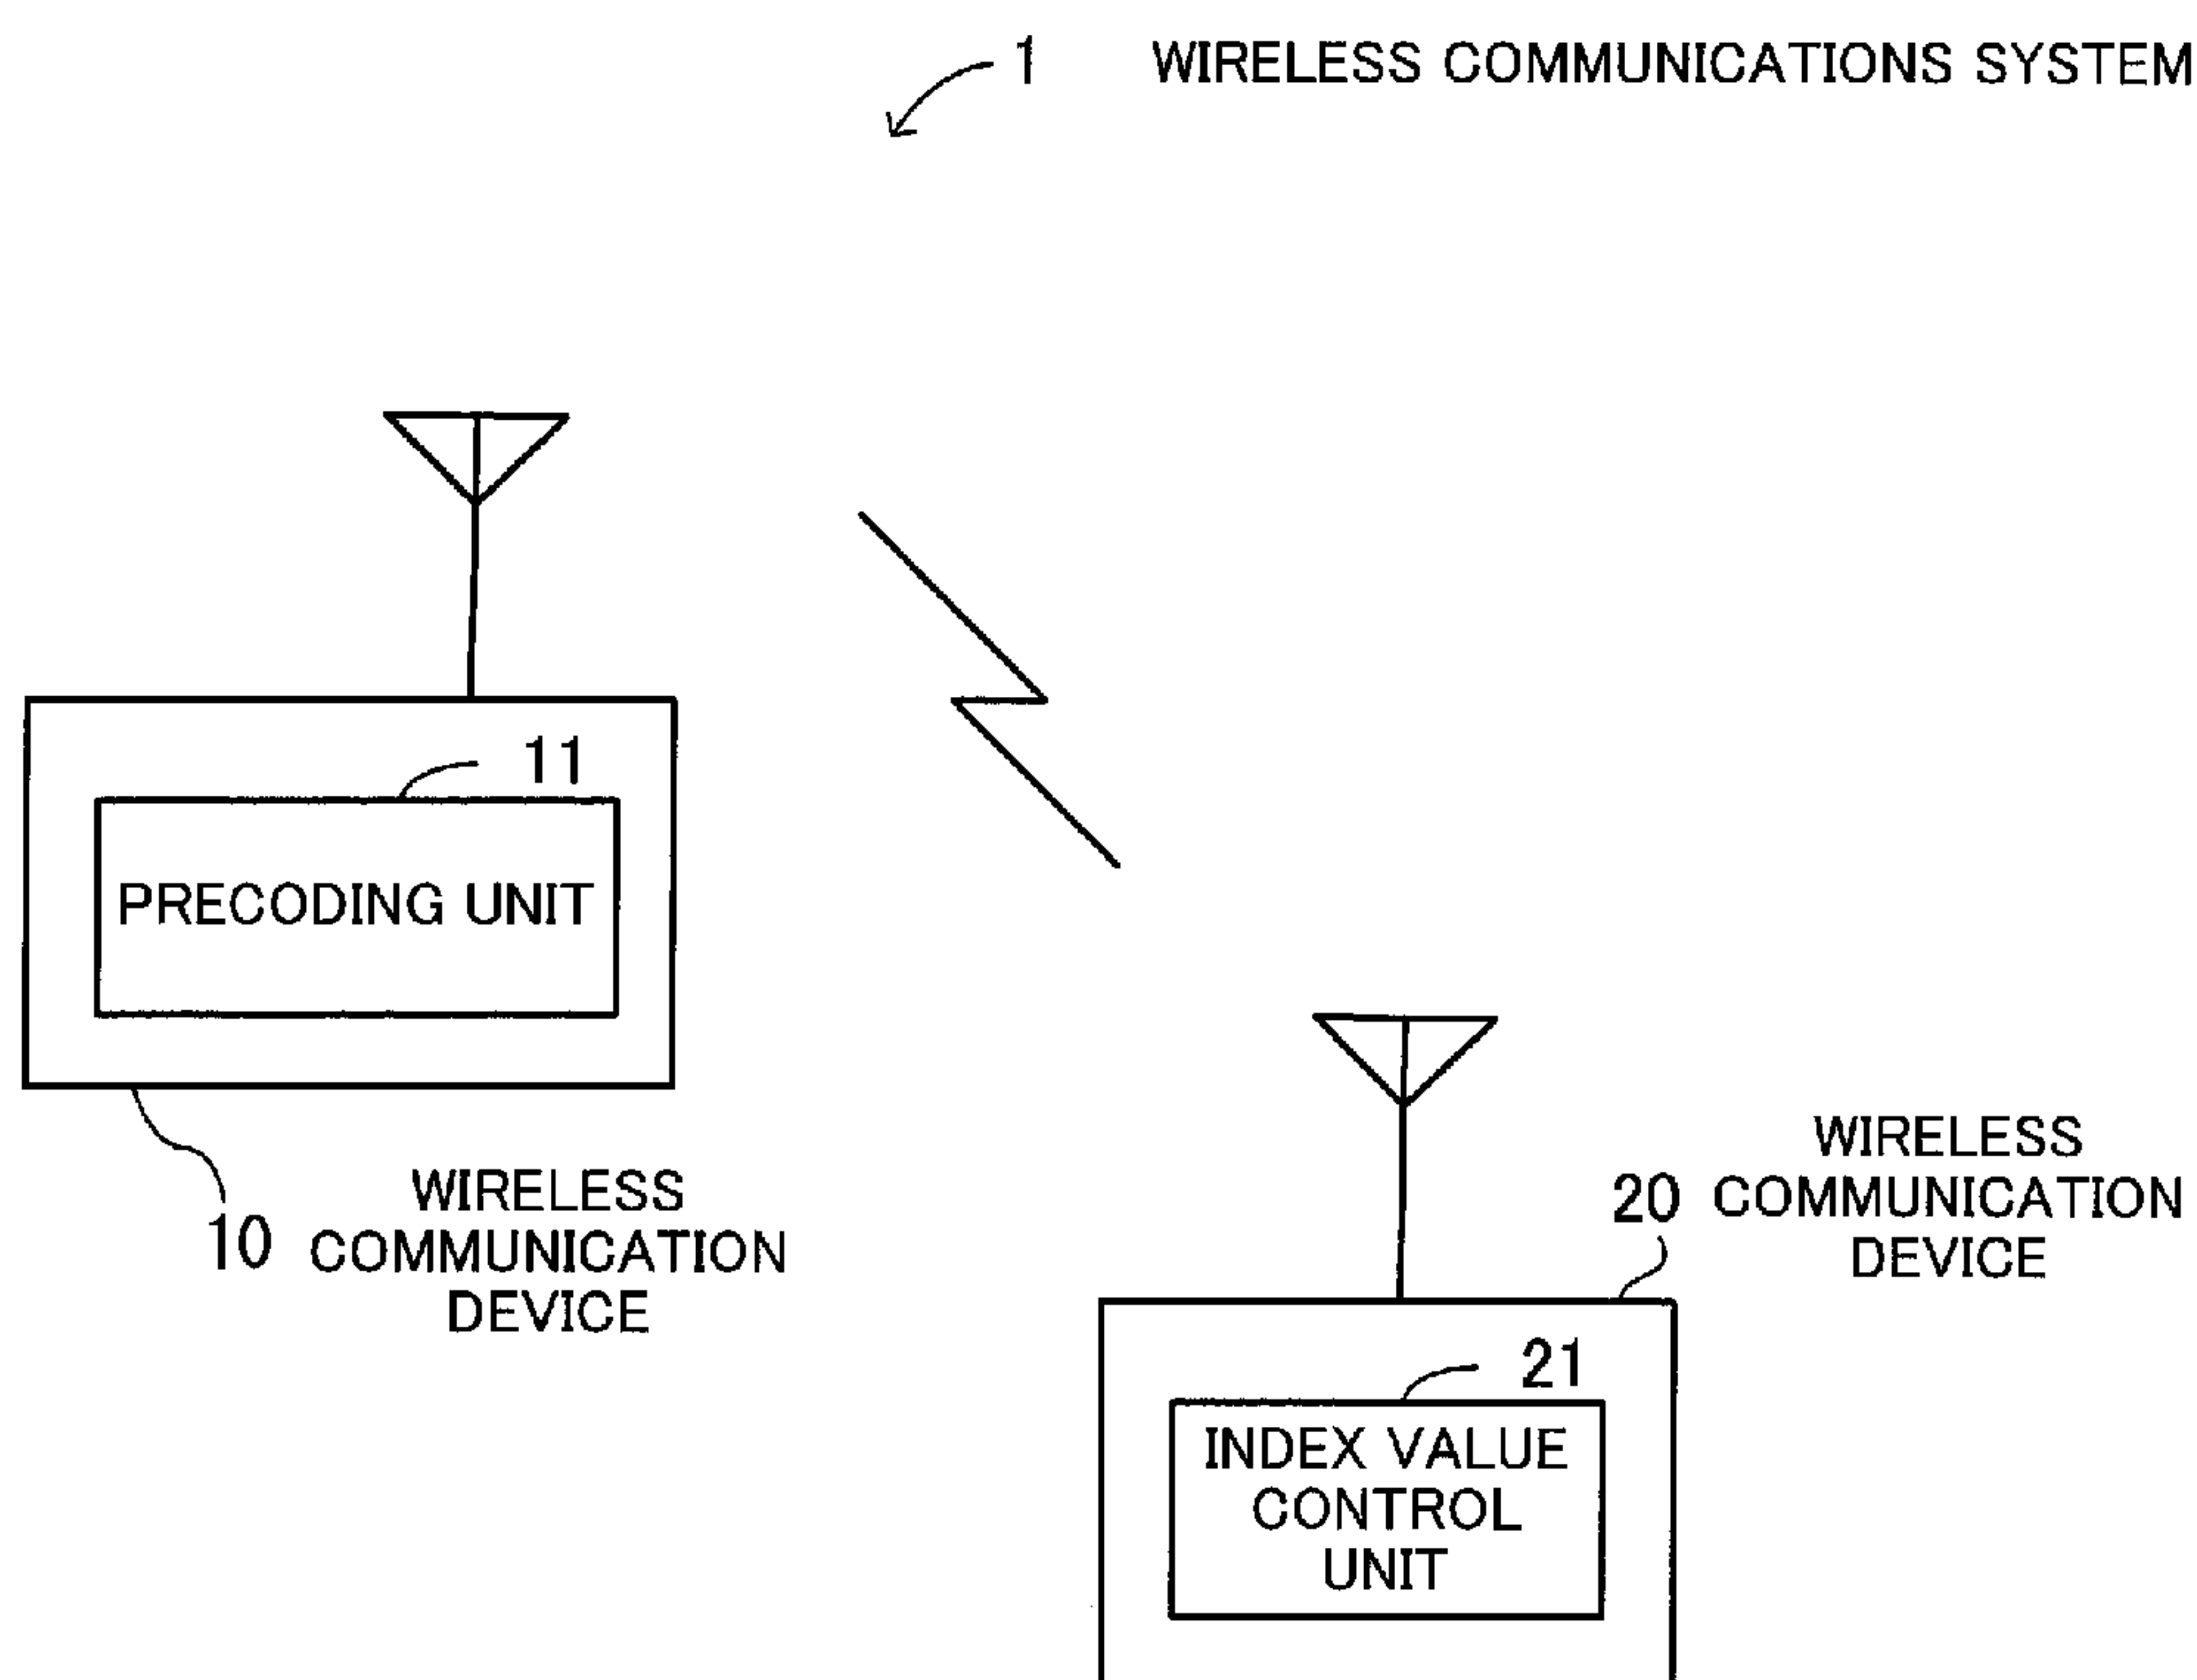 1 WIRELESS COMMUNICATIONS SYSTEM
11
PRECODING UNIT
10
WIRELESS
COMMUNICATION
DEVICE
20
WIRELESS
COMMUNICATION
DEVICE
21
INDEX VALUE
CONTROL
UNIT